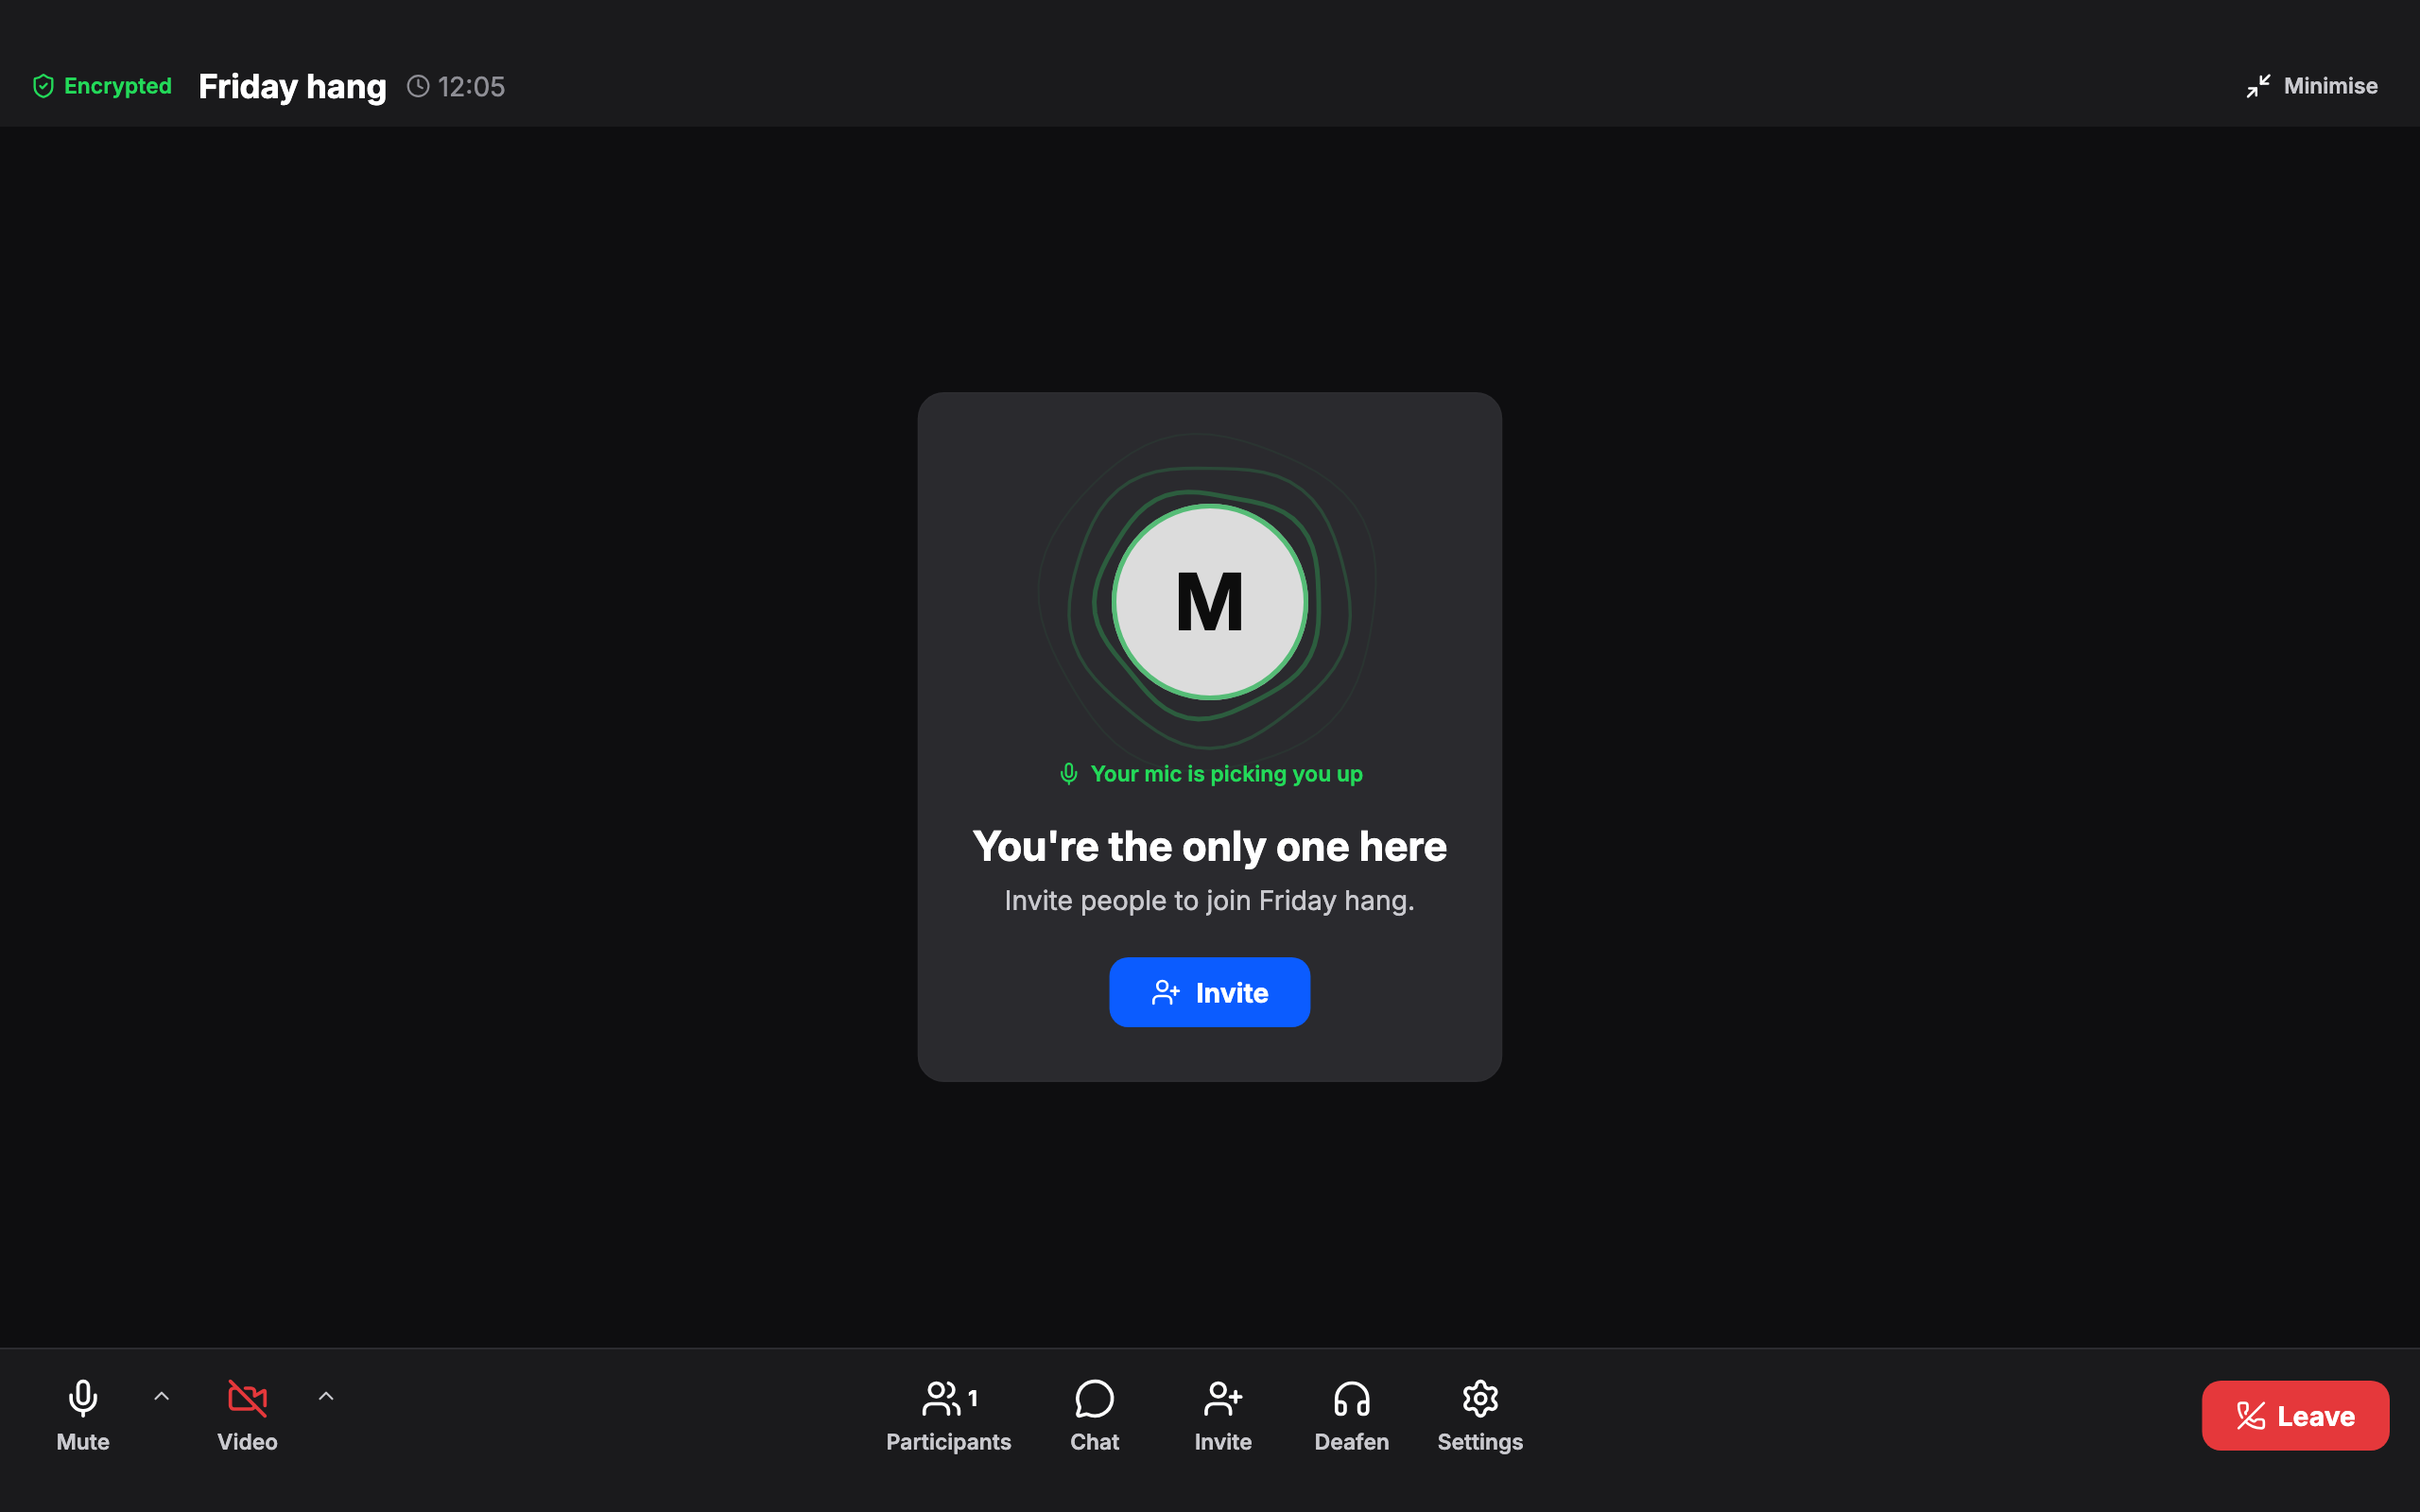 Encrypted Friday hang 12:05 Minimise
M
Your mic is picking you up
You're the only one here
Invite people to join Friday hang.
Invite
1
Mute Video Participants Chat Invite Deafen Settings Leave